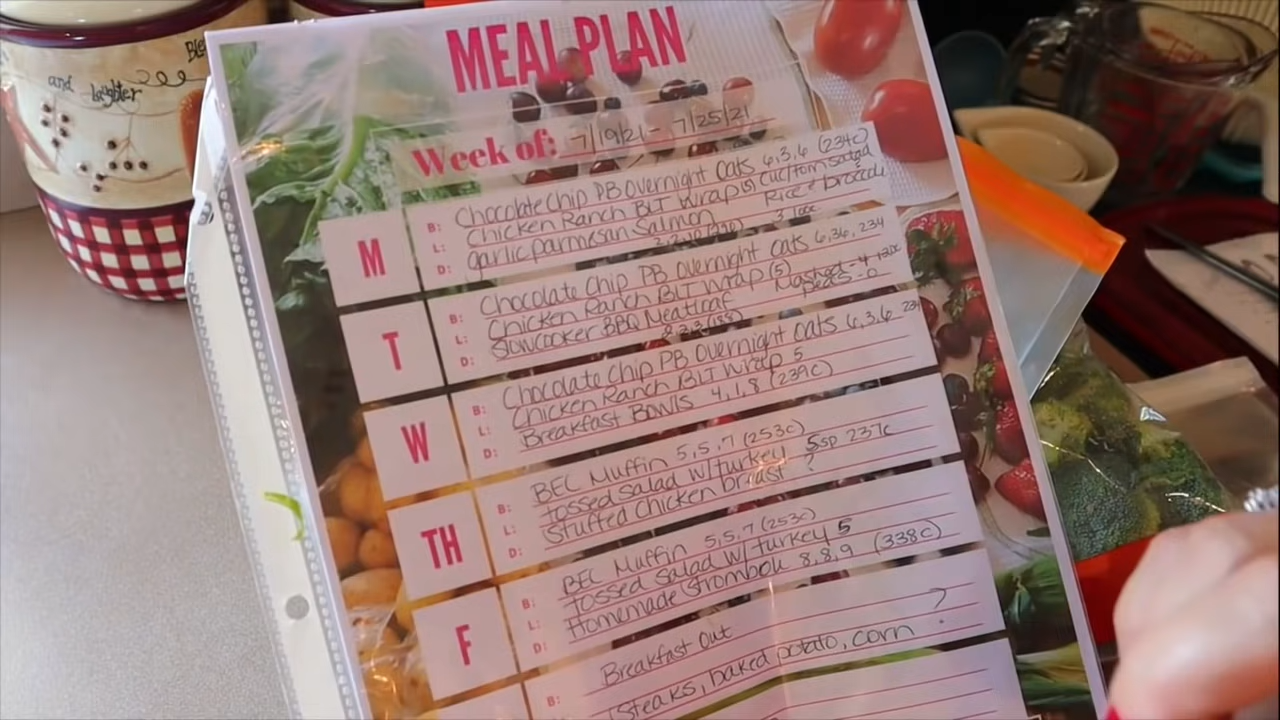 and laughter
MEAL PLAN
Week of: 7/19/21 - 7/25/21
M
B: Chocolate Chip PB Overnight Oats 6,3,6 (234c)
L: Chicken Ranch BLT Wrap (5) Cuc/tom salad
D: garlic parmesan Salmon Rice & broccoli
T
B: Chocolate Chip PB Overnight Oats 6,3,6, 234
L: Chicken Ranch BLT Wrap (5) Mashed - 4
D: Slowcooker BBQ Meatloaf Peas - 0
W
B: Chocolate Chip PB Overnight Oats 6,3,6 234
L: Chicken Ranch BLT Wrap 5
D: Breakfast Bowls 4,1,8 (239c)
TH
B: BEC Muffin 5,5,7 (253c)
L: tossed salad w/turkey 5sp 237c
D: Stuffed Chicken breast ?
F
B: BEC Muffin 5,5,7 (253c)
L: tossed salad w/turkey 5
D: Homemade Stromboli 8,8,9 (338c)
B: Breakfast Out
?
Steaks, baked potato, corn